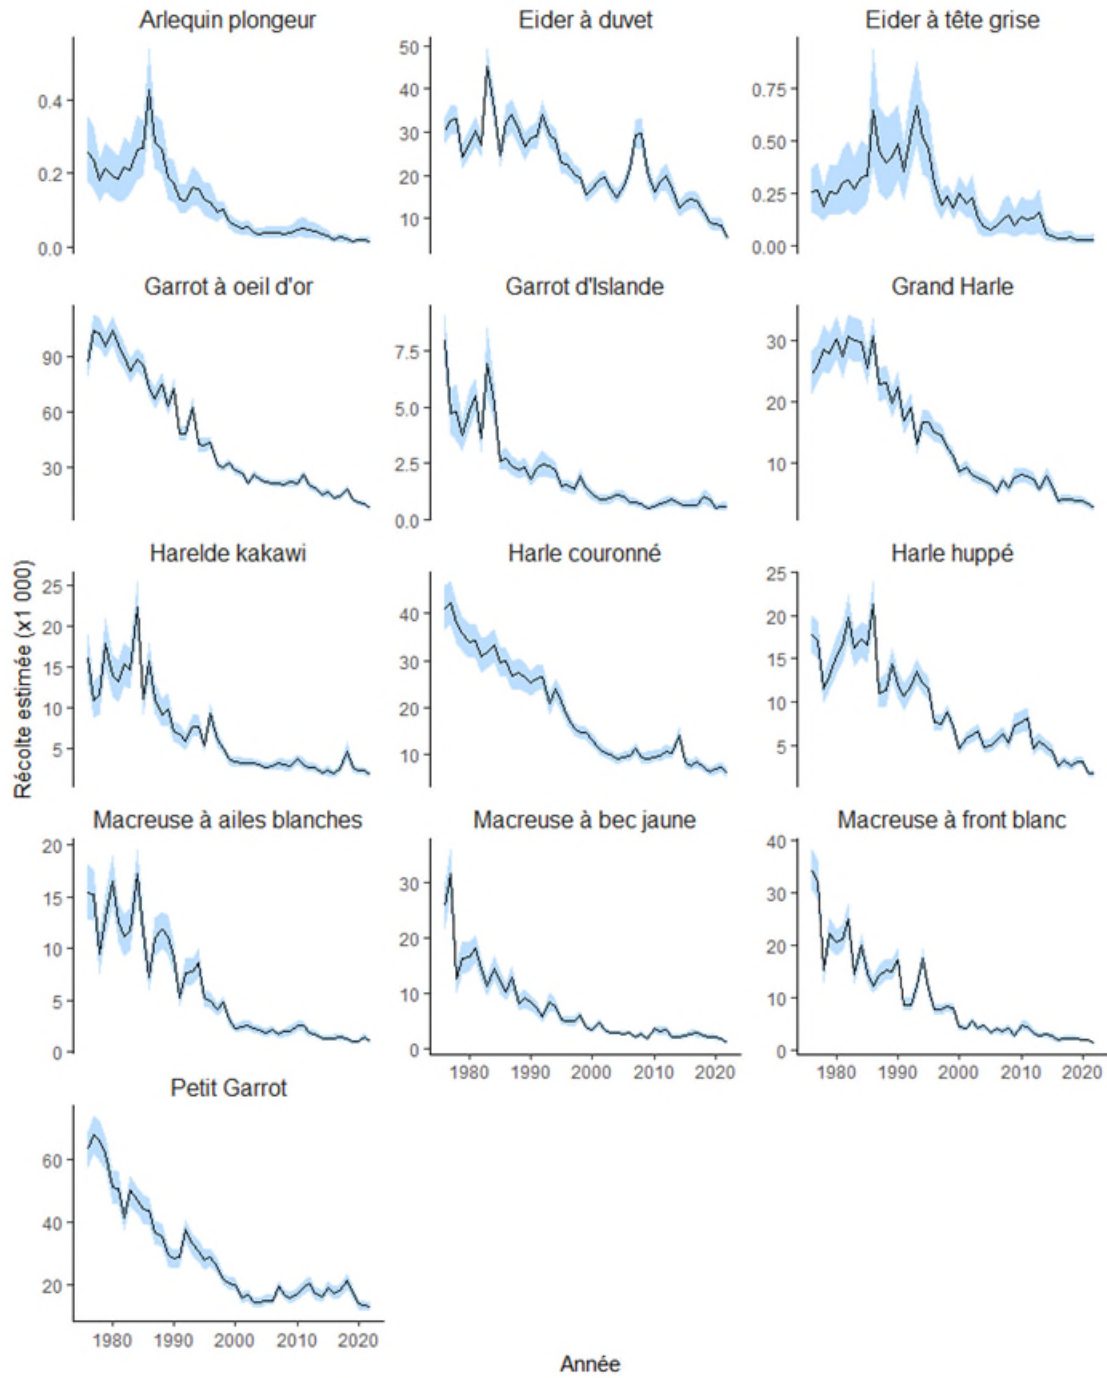 Arlequin plongeur
Eider à duvet
Eider à tête grise
0.4
0.2
0.0
50
40
30
20
10
0.75
0.50
0.25
0.00
Garrot à oeil d'or
Garrot d'Islande
Grand Harle
90
60
30
7.5
5.0
2.5
0.0
30
20
10
Harelde kakawi
Harle couronné
Harle huppé
25
20
15
10
5
40
30
20
10
25
20
15
10
5
Macreuse à ailes blanches
Macreuse à bec jaune
Macreuse à front blanc
20
15
10
5
0
30
20
10
0
40
30
20
10
0
1980 1990 2000 2010 2020
1980 1990 2000 2010 2020
Petit Garrot
60
40
20
1980 1990 2000 2010 2020
Récolte estimée (x1 000)
Année